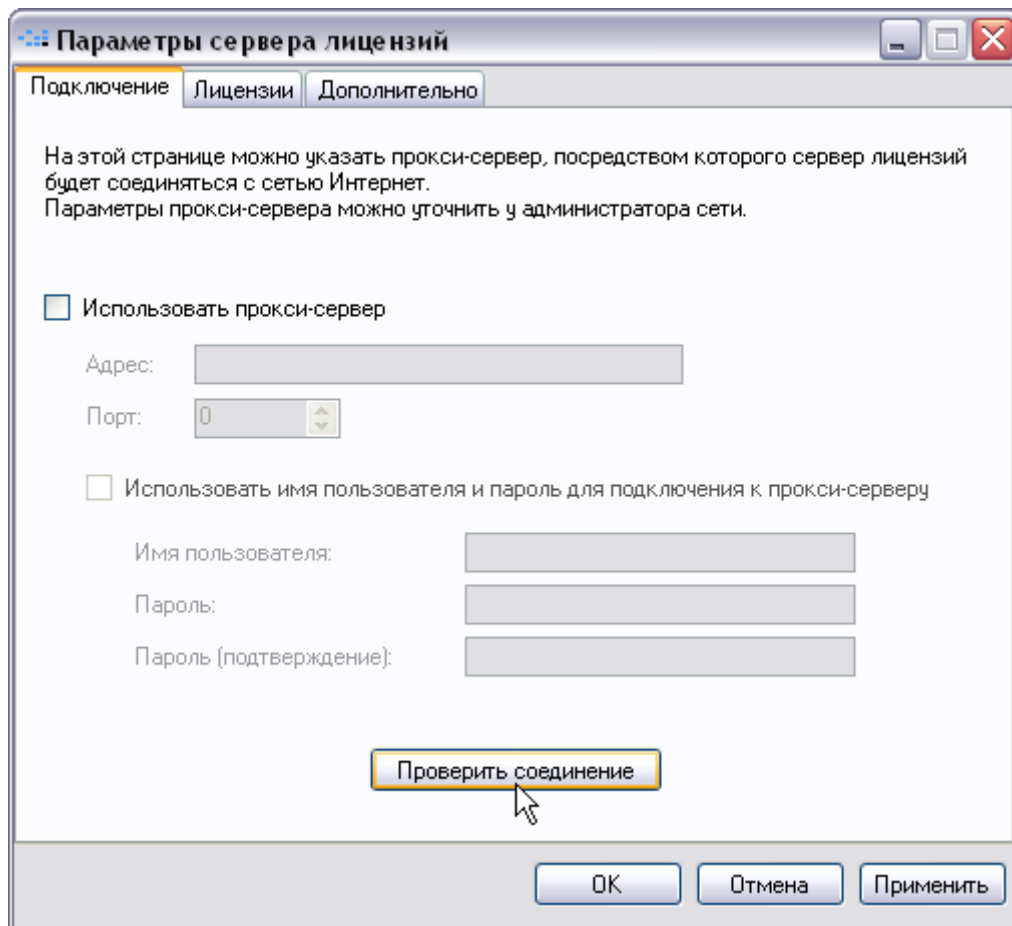 Параметры сервера лицензий
Подключение Лицензии Дополнительно
На этой странице можно указать прокси-сервер, посредством которого сервер лицензий
будет соединяться с сетью Интернет.
Параметры прокси-сервера можно уточнить у администратора сети.
Использовать прокси-сервер
Адрес:
Порт: 0
Использовать имя пользователя и пароль для подключения к прокси-серверу
Имя пользователя:
Пароль:
Пароль (подтверждение):
Проверить соединение
ОК Отмена Применить